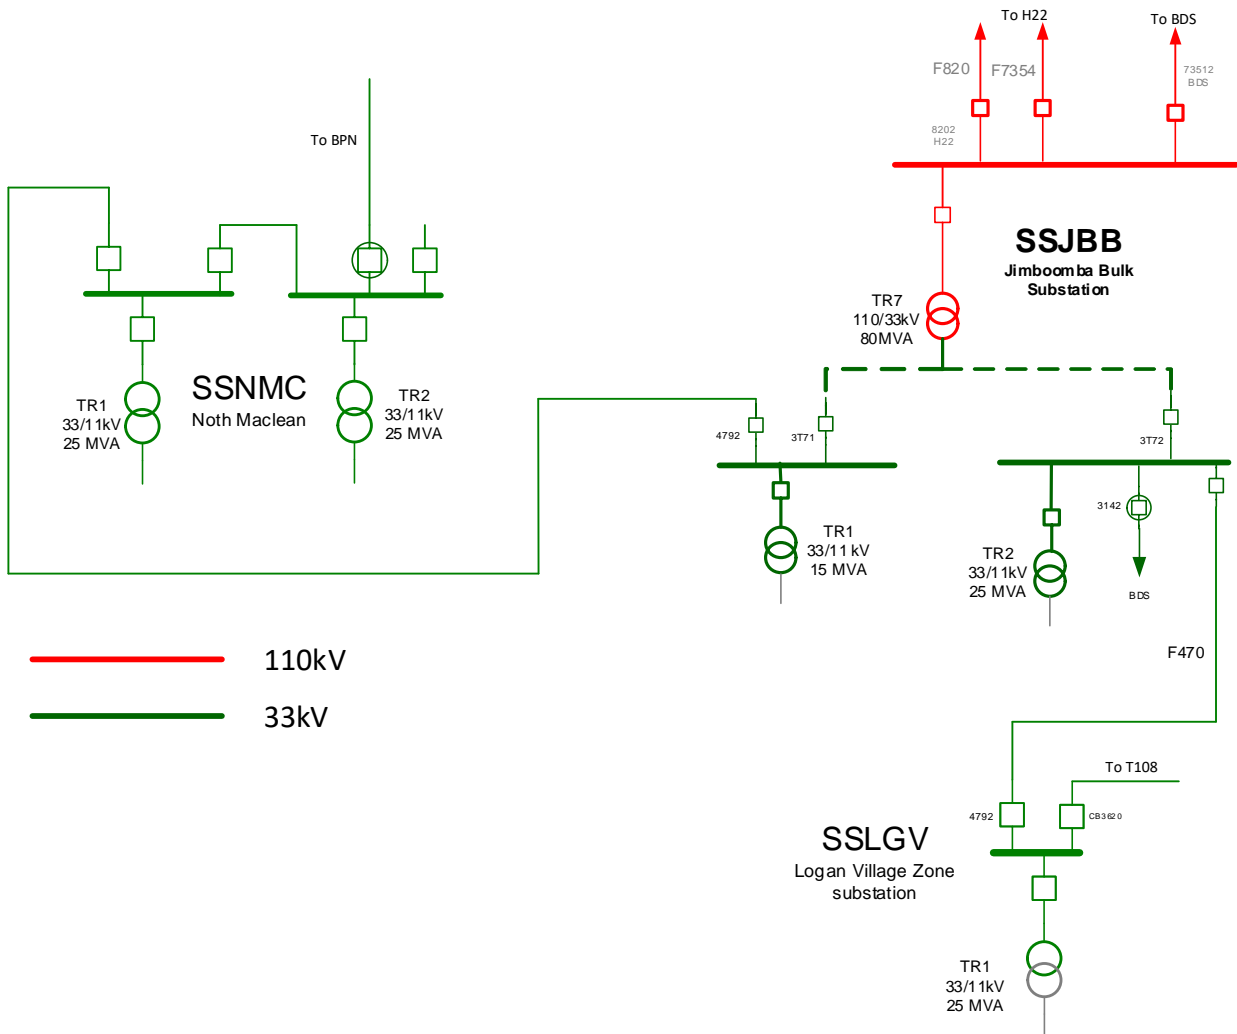 To H22
To BDS
F820
F7354
73512
BDS
8202
H22
To BPN
SSJBB
Jimboomba Bulk
Substation
TR7
110/33kV
80MVA
SSNMC
Noth Maclean
TR1
33/11kV
25 MVA
TR2
33/11kV
25 MVA
4792
3T71
3T72
TR1
33/11 kV
15 MVA
TR2
33/11kV
25 MVA
3142
BDS
F470
110kV
33kV
To T108
4792
CB3620
SSLGV
Logan Village Zone
substation
TR1
33/11kV
25 MVA